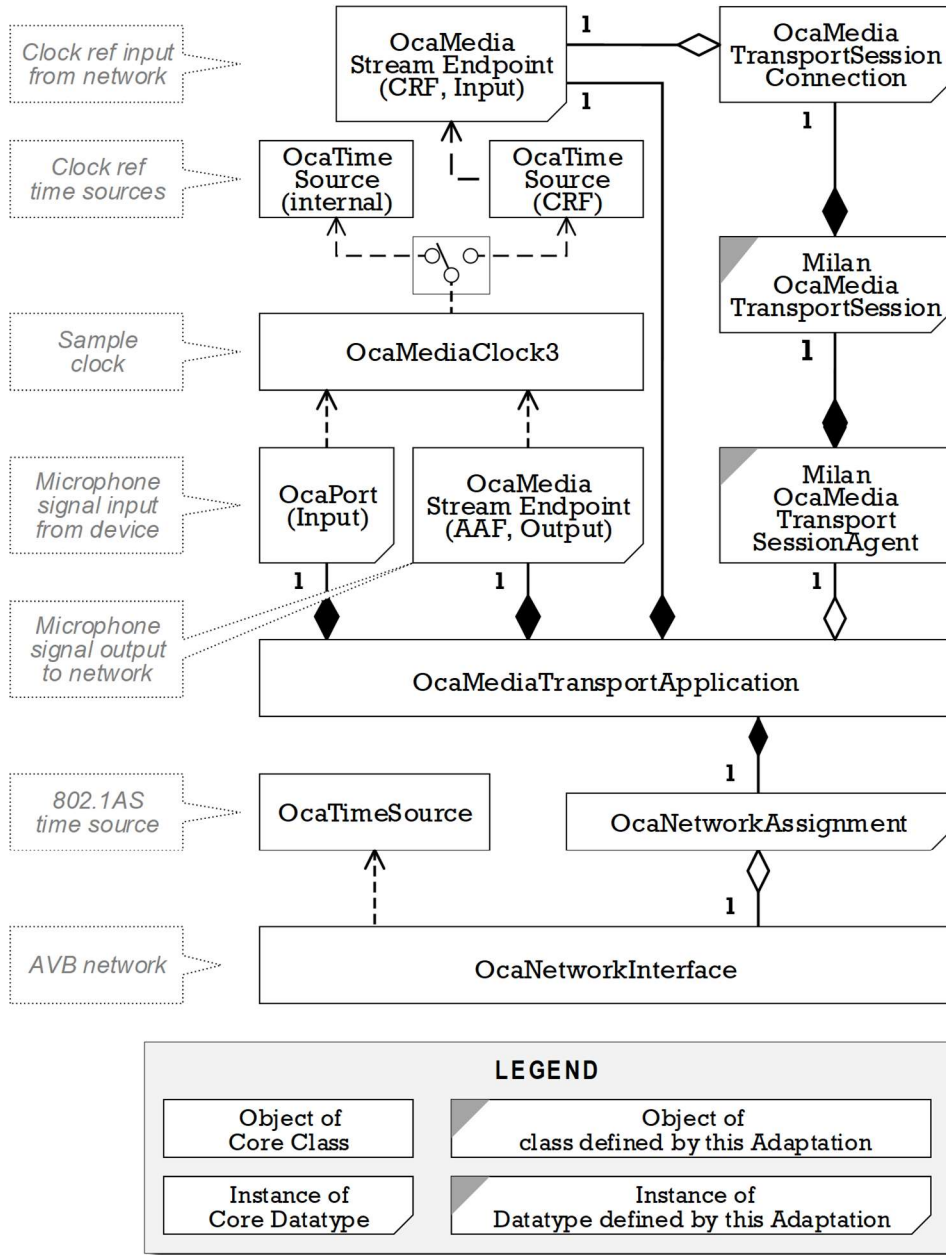 Clock ref input
from network
OcaMedia
Stream Endpoint
(CRF, Input)
1
1
OcaMedia
TransportSession
Connection
1
Clock ref
time sources
OcaTime
Source
(internal)
OcaTime
Source
(CRF)
Milan
OcaMedia
TransportSession
1
Sample
clock
OcaMediaClock3
Microphone
signal input
from device
OcaPort
(Input)
1
OcaMedia
Stream Endpoint
(AAF, Output)
1
Milan
OcaMedia
Transport
SessionAgent
1
Microphone
signal output
to network
OcaMediaTransportApplication
1
802.1AS
time source
OcaTimeSource
OcaNetworkAssignment
1
AVB network
OcaNetworkInterface
LEGEND
Object of
Core Class
Object of
class defined by this Adaptation
Instance of
Core Datatype
Instance of
Datatype defined by this Adaptation